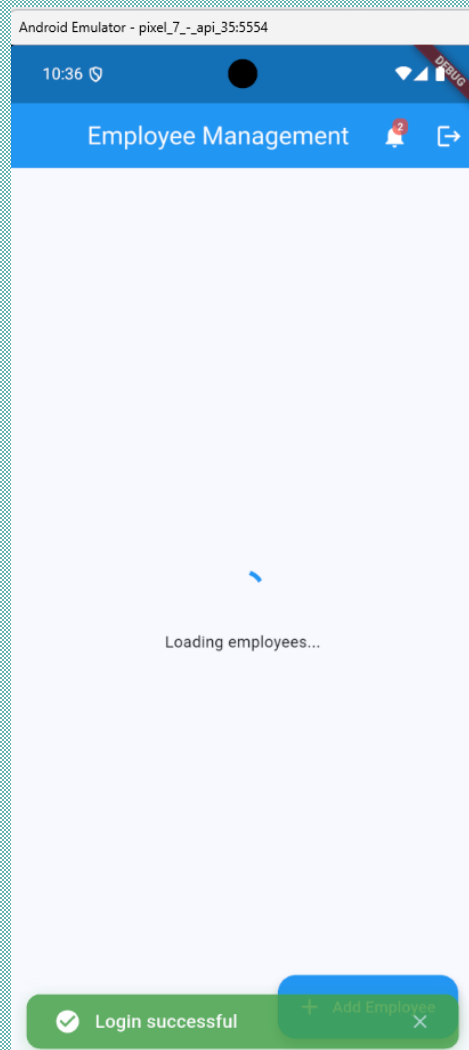 Android Emulator - pixel_7_-_api_35:5554
10:36
DEBUG
Employee Management
2
Loading employees...
+ Add Employee
Login successful